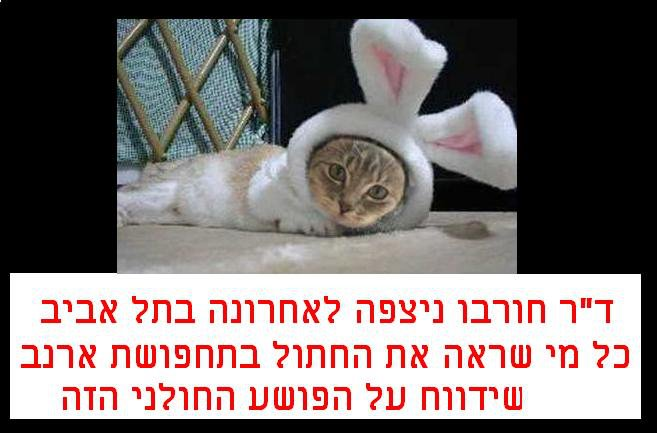 ד"ר חורבו ניצפה לאחרונה בתל אביב
כל מי שראה את החתול בתחפושת ארנב
שידווח על הפושע החולני הזה